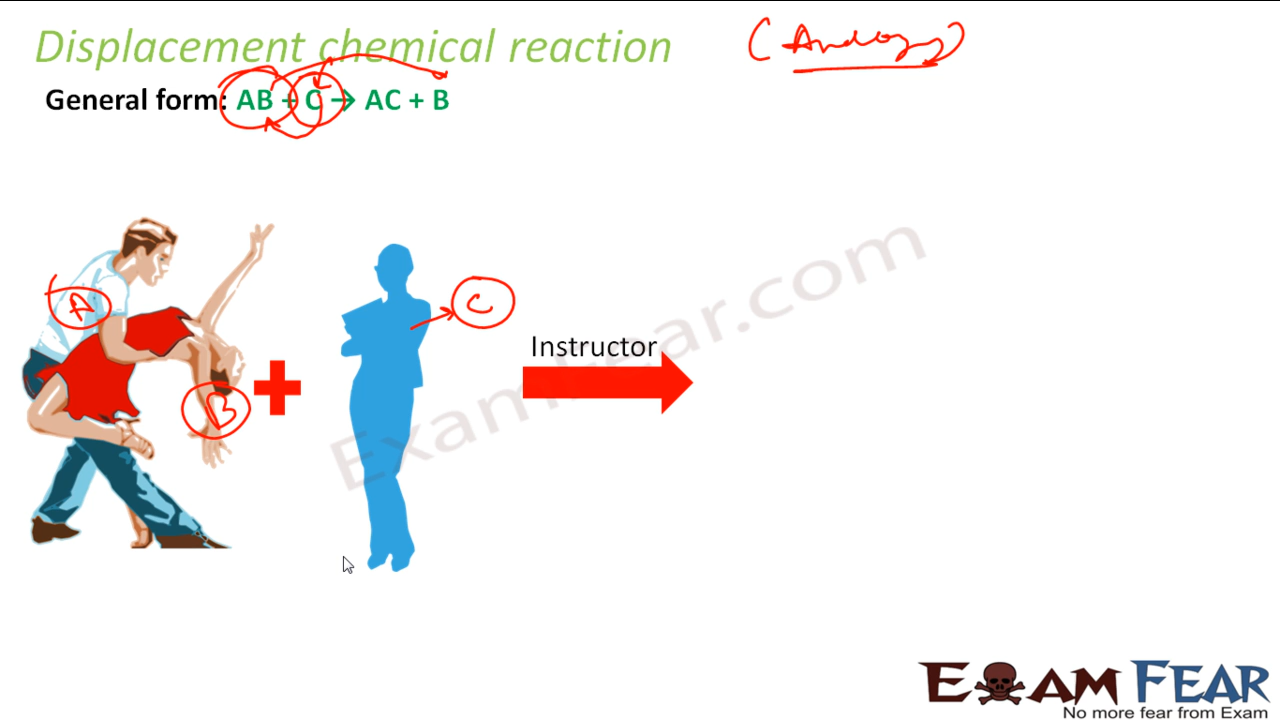 Displacement chemical reaction
(Analogy)
General form: AB + C → AC + B
A
B
C
Instructor
ExamFear.com
EXAM FEAR
No more fear from Exam